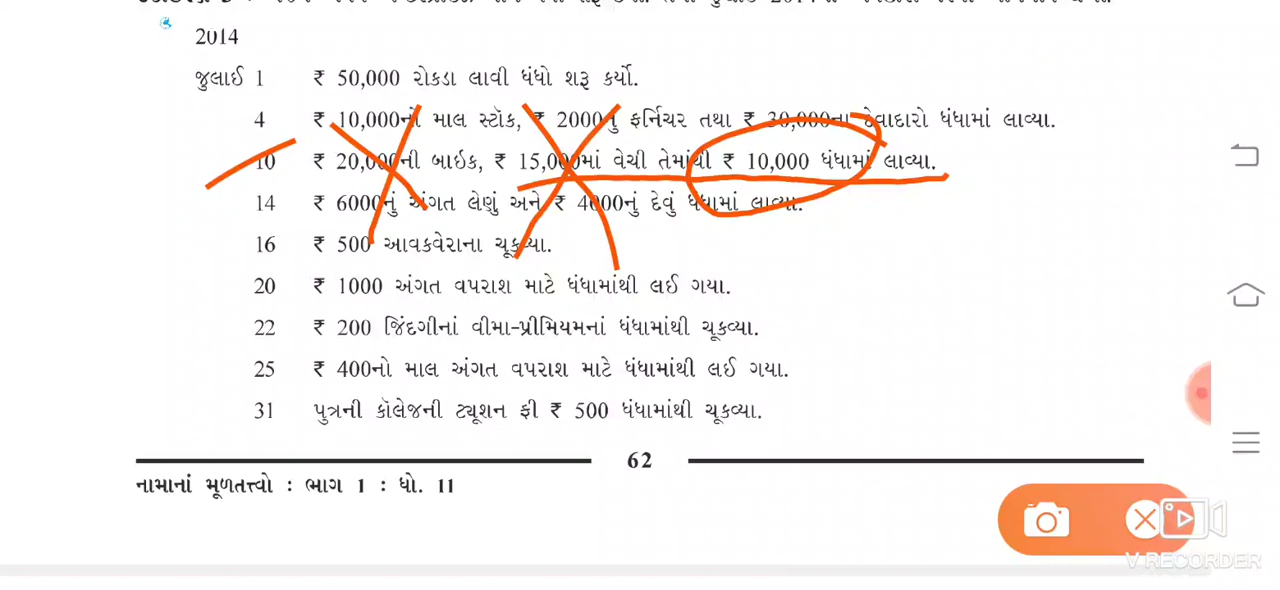 2014
જુલાઈ 1 ₹ 50,000 રોકડા લાવી ધંધો શરૂ કર્યો.
4 ₹ 10,000નો માલ સ્ટૉક, ₹ 2000નું ફર્નિચર તથા ₹ 30,000ના દેવાદારો ધંધામાં લાવ્યા.
10 ₹ 20,000ની બાઇક, ₹ 15,000માં વેચી તેમાંથી ₹ 10,000 ધંધામાં લાવ્યા.
14 ₹ 6000નું અંગત લેણું અને ₹ 4000નું દેવું ધંધામાં લાવ્યા.
16 ₹ 500 આવકવેરાના ચૂકવ્યા.
20 ₹ 1000 અંગત વપરાશ માટે ધંધામાંથી લઈ ગયા.
22 ₹ 200 જિંદગીનાં વીમા-પ્રીમિયમનાં ધંધામાંથી ચૂકવ્યા.
25 ₹ 400નો માલ અંગત વપરાશ માટે ધંધામાંથી લઈ ગયા.
31 પુત્રની કૉલેજની ટ્યૂશન ફી ₹ 500 ધંધામાંથી ચૂકવ્યા.
62
નામાનાં મૂળતત્ત્વો : ભાગ 1 : ધો. 11
V RECORDER